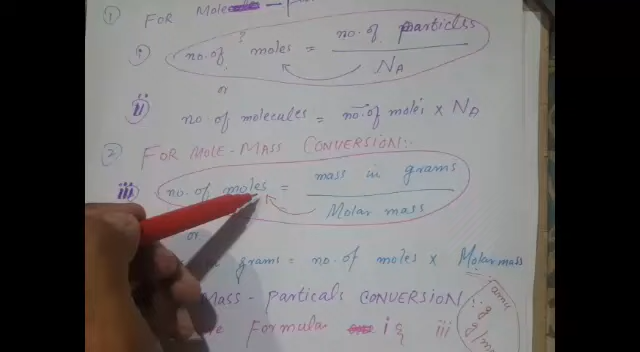 ① FOR MOLE
i no. of moles = no. of particles / NA
or
ii no. of molecules = no. of moles × NA
② FOR MOLE-MASS CONVERSION:-
iii no. of moles = mass in grams / Molar mass
or
grams = no. of moles × Molar mass
MASS - Particals CONVERSION:-
Formula i & iii
amu
g/mol